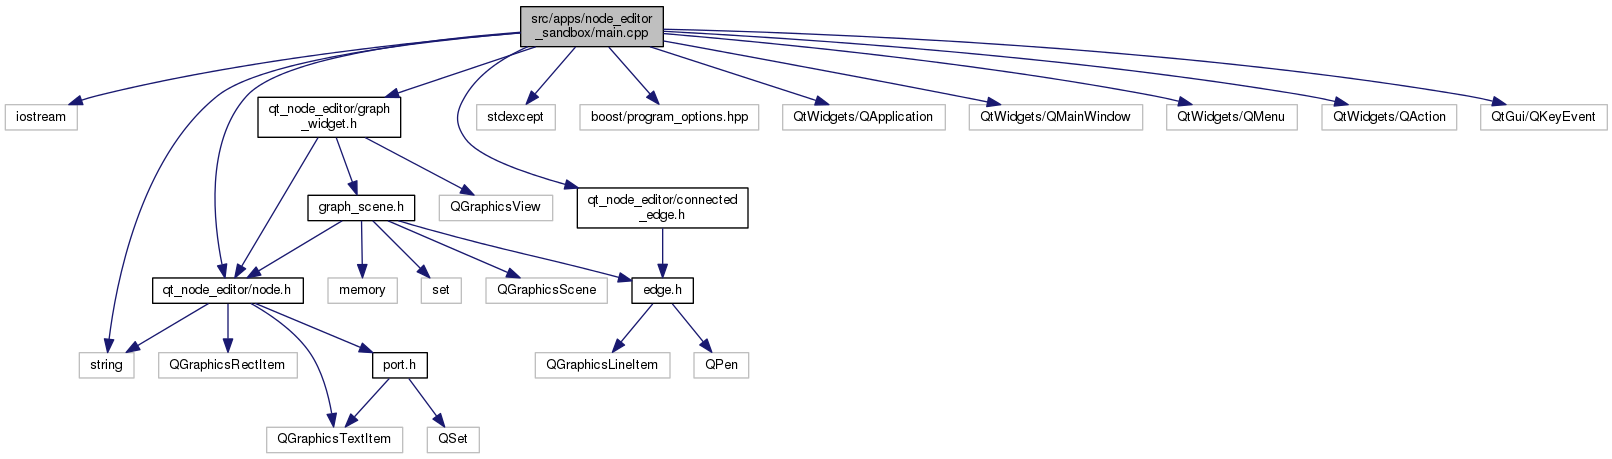 src/apps/node_editor
_sandbox/main.cpp
iostream
qt_node_editor/graph
_widget.h
stdexcept
boost/program_options.hpp
QtWidgets/QApplication
QtWidgets/QMainWindow
QtWidgets/QMenu
QtWidgets/QAction
QtGui/QKeyEvent
graph_scene.h
QGraphicsView
qt_node_editor/connected
_edge.h
qt_node_editor/node.h
memory
set
QGraphicsScene
edge.h
string
QGraphicsRectItem
port.h
QGraphicsLineItem
QPen
QGraphicsTextItem
QSet